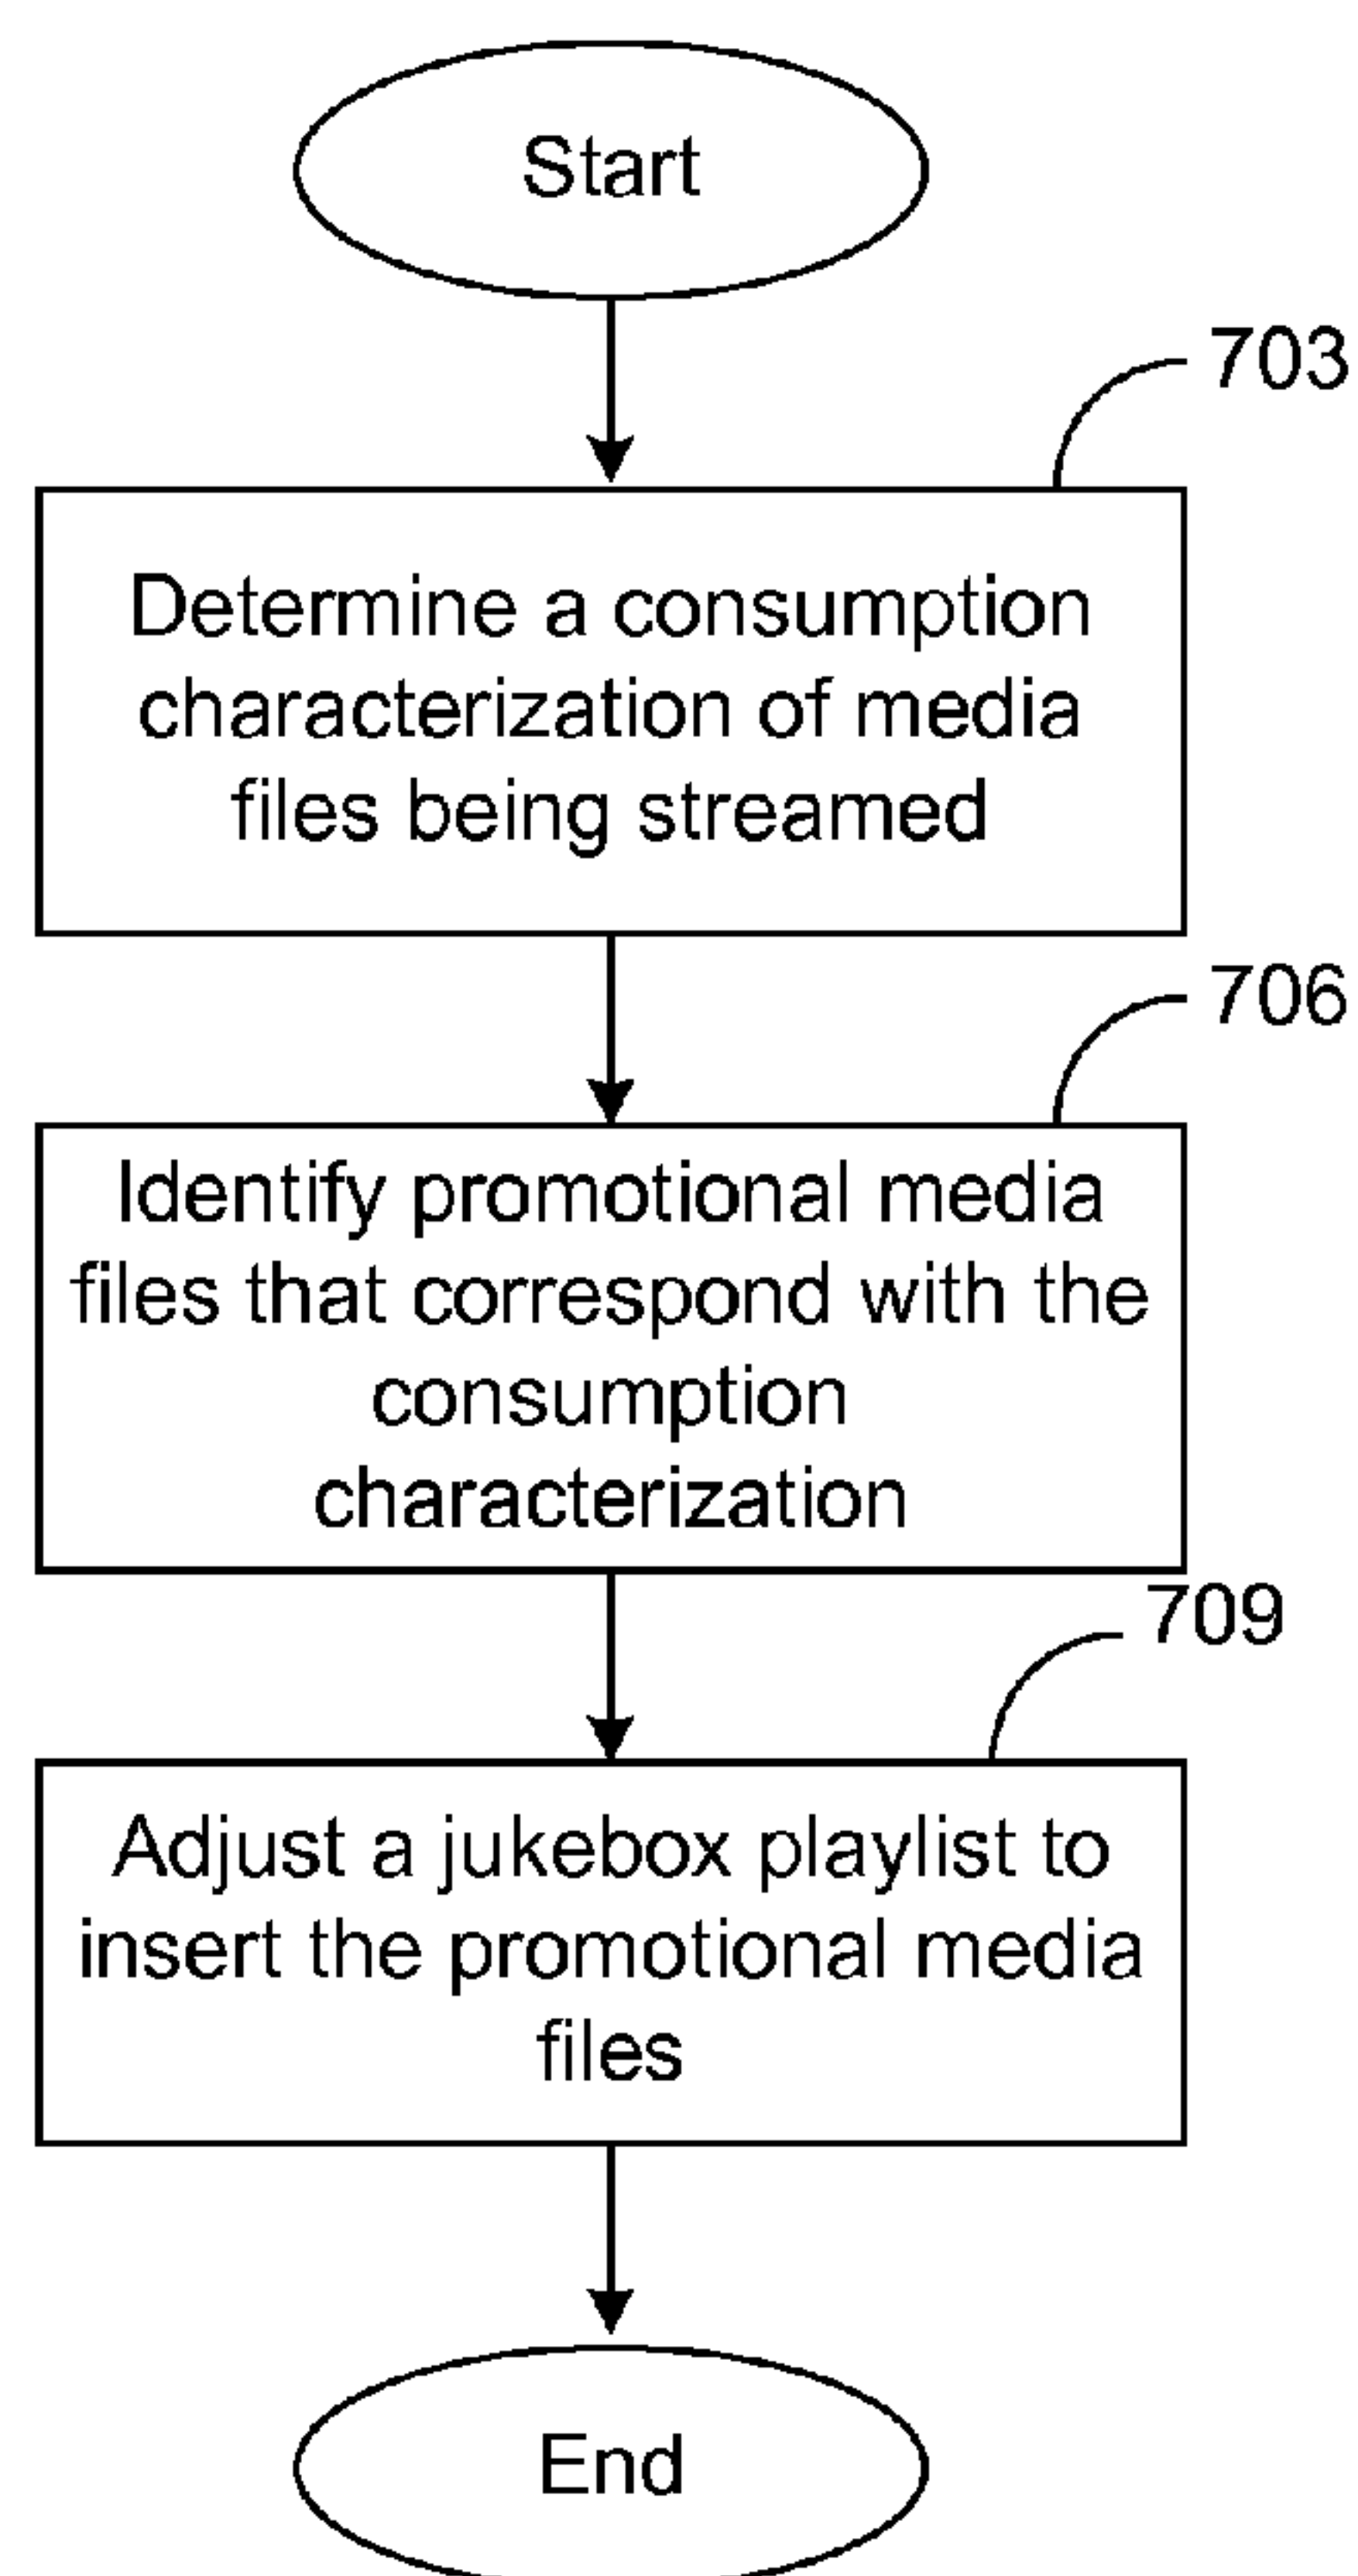 Start
703
Determine a consumption
characterization of media
files being streamed
706
Identify promotional media
files that correspond with the
consumption
characterization
709
Adjust a jukebox playlist to
insert the promotional media
files
End